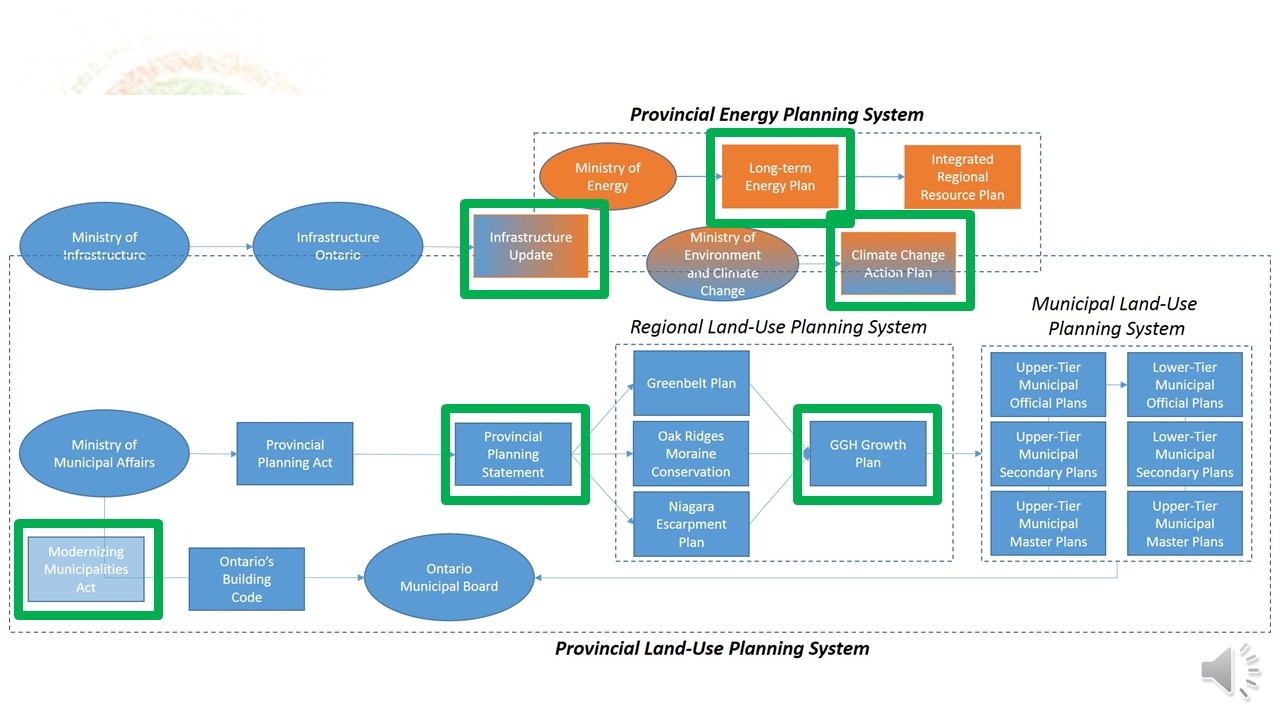 Provincial Energy Planning System
Ministry of
Energy
Long-term
Energy Plan
Integrated
Regional
Resource Plan
Ministry of
Infrastructure
Infrastructure
Ontario
Infrastructure
Update
Ministry of
Environment
and Climate
Change
Climate Change
Action Plan
Regional Land-Use Planning System
Municipal Land-Use
Planning System
Ministry of
Municipal Affairs
Provincial
Planning Act
Provincial
Planning
Statement
Greenbelt Plan
Oak Ridges
Moraine
Conservation
Niagara
Escarpment
Plan
GGH Growth
Plan
Upper-Tier
Municipal
Official Plans
Lower-Tier
Municipal
Official Plans
Upper-Tier
Municipal
Secondary Plans
Lower-Tier
Municipal
Secondary Plans
Upper-Tier
Municipal
Master Plans
Upper-Tier
Municipal
Master Plans
Modernizing
Municipalities
Act
Ontario's
Building
Code
Ontario
Municipal Board
Provincial Land-Use Planning System